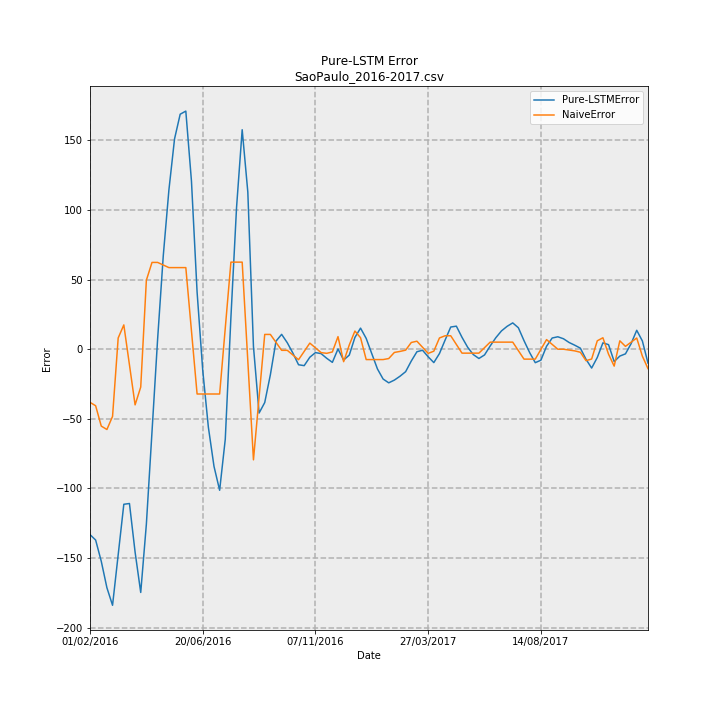 Pure-LSTM Error
SaoPaulo_2016-2017.csv
Pure-LSTMError
NaiveError
Error
150
100
50
0
−50
−100
−150
−200
01/02/2016 20/06/2016 07/11/2016 27/03/2017 14/08/2017
Date